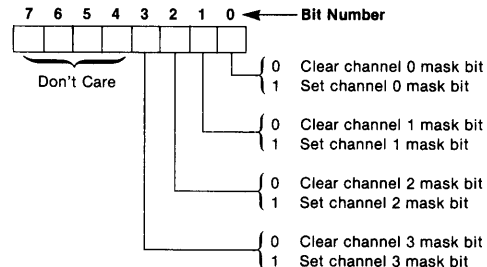 7 6 5 4 3 2 1 0 Bit Number
Don't Care
0 Clear channel 0 mask bit
1 Set channel 0 mask bit
0 Clear channel 1 mask bit
1 Set channel 1 mask bit
0 Clear channel 2 mask bit
1 Set channel 2 mask bit
0 Clear channel 3 mask bit
1 Set channel 3 mask bit